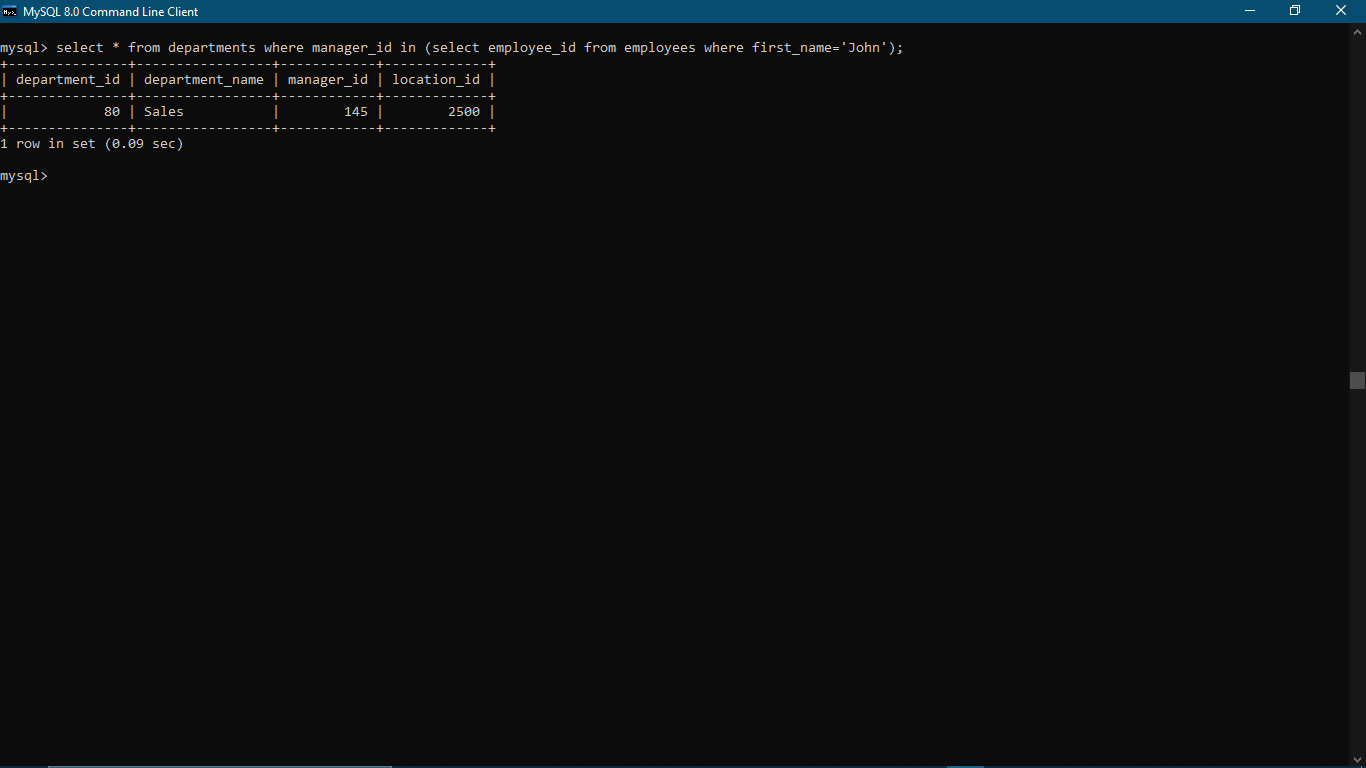 MySQL 8.0 Command Line Client
mysql> select * from departments where manager_id in (select employee_id from employees where first_name='John');
+---------------+-----------------+------------+-------------+
| department_id | department_name | manager_id | location_id |
+---------------+-----------------+------------+-------------+
|            80 | Sales           |        145 |        2500 |
+---------------+-----------------+------------+-------------+
1 row in set (0.09 sec)
mysql>